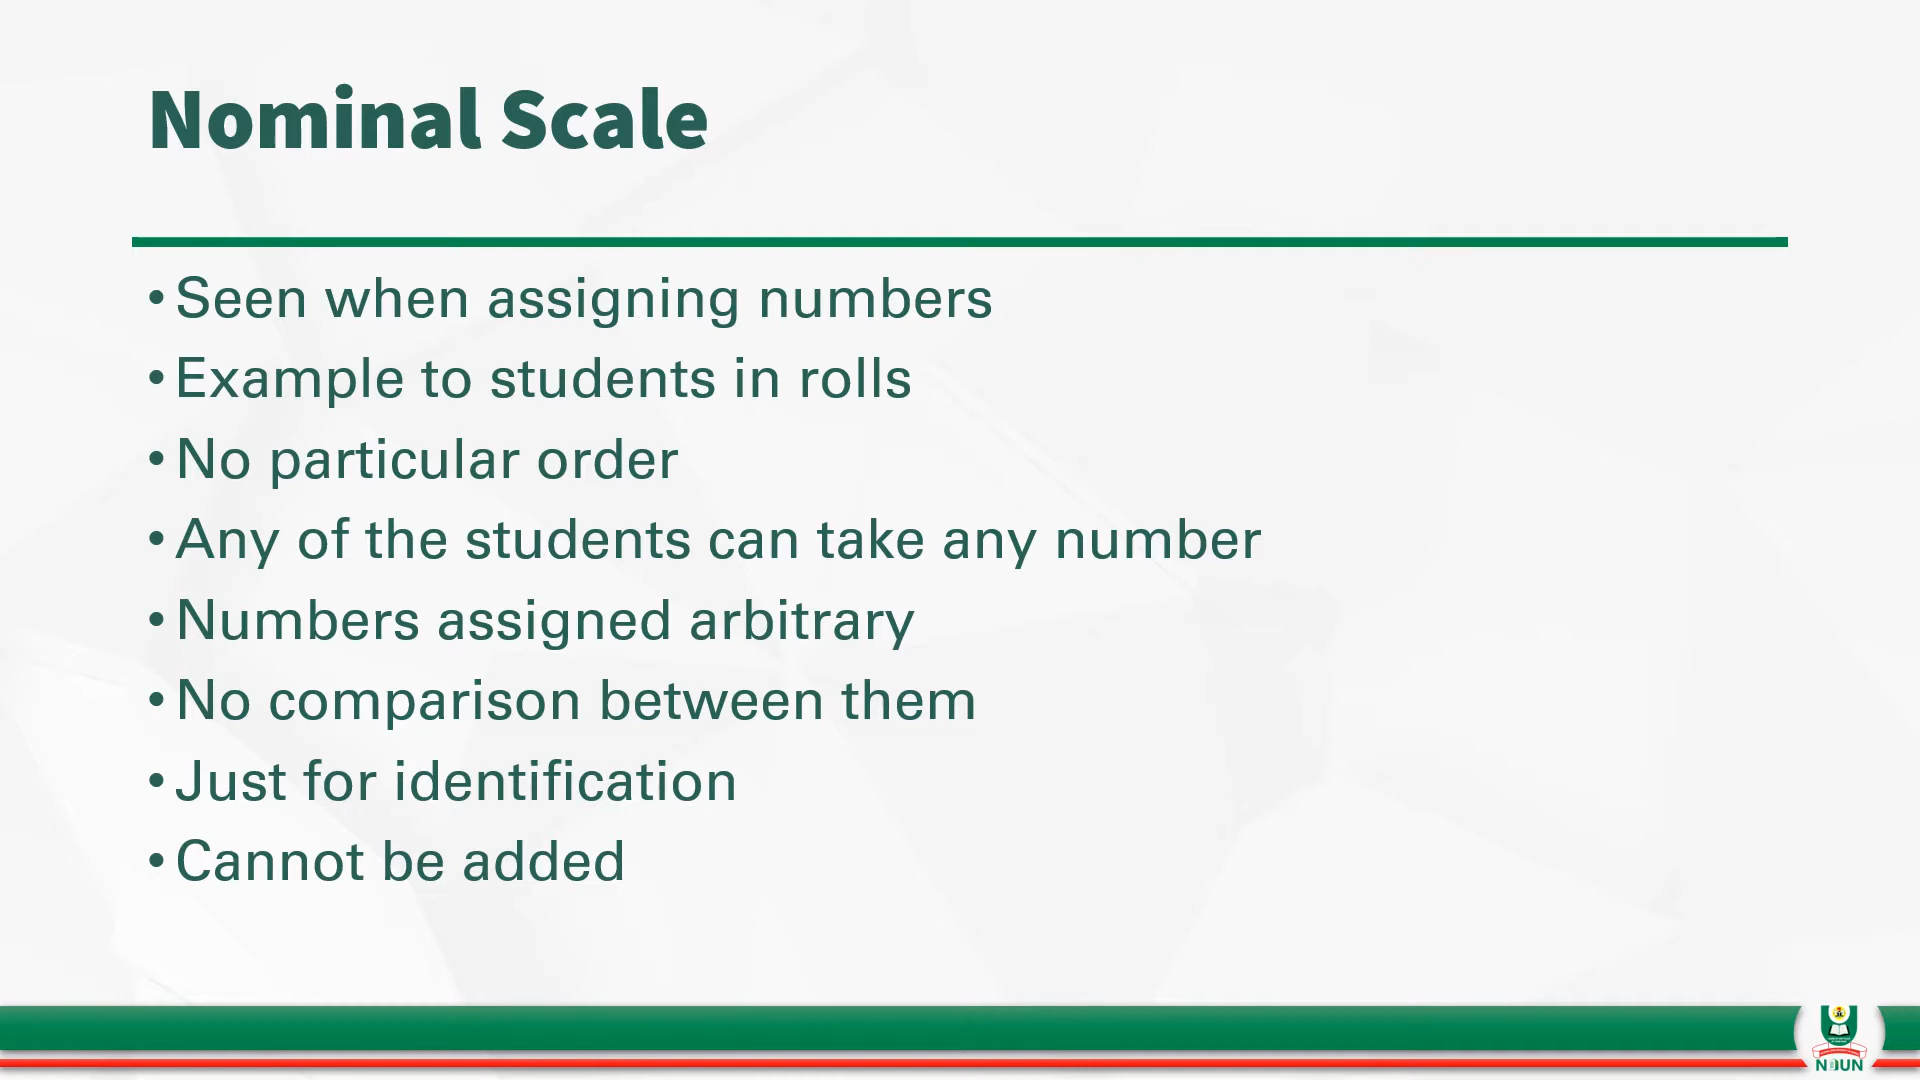 Nominal Scale
• Seen when assigning numbers
• Example to students in rolls
• No particular order
• Any of the students can take any number
• Numbers assigned arbitrary
• No comparison between them
• Just for identification
• Cannot be added
NOUN